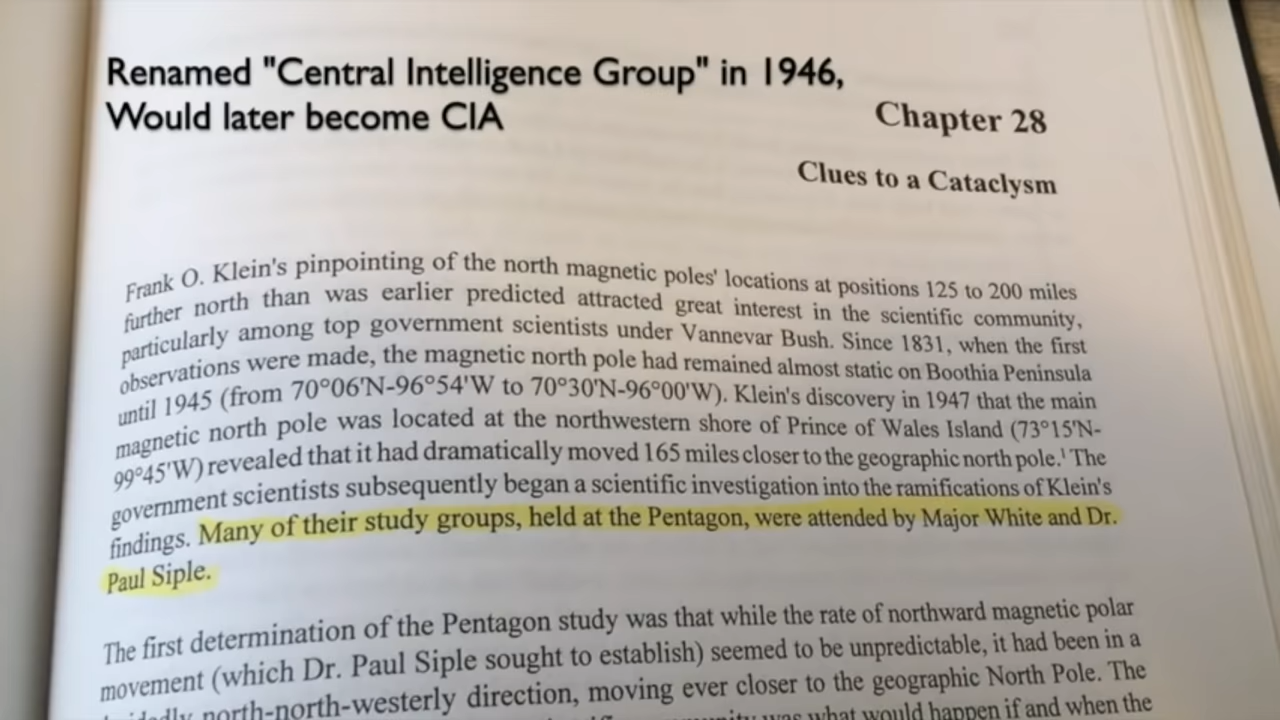 Renamed "Central Intelligence Group" in 1946,
Would later become CIA
Chapter 28
Clues to a Cataclysm
Frank O. Klein's pinpointing of the north magnetic poles' locations at positions 125 to 200 miles
further north than was earlier predicted attracted great interest in the scientific community,
particularly among top government scientists under Vannevar Bush. Since 1831, when the first
observations were made, the magnetic north pole had remained almost static on Boothia Peninsula
until 1945 (from 70°06'N-96°54'W to 70°30'N-96°00'W). Klein's discovery in 1947 that the main
magnetic north pole was located at the northwestern shore of Prince of Wales Island (73°15'N-
99°45'W) revealed that it had dramatically moved 165 miles closer to the geographic north pole.¹ The
government scientists subsequently began a scientific investigation into the ramifications of Klein's
findings. Many of their study groups, held at the Pentagon, were attended by Major White and Dr.
Paul Siple.
The first determination of the Pentagon study was that while the rate of northward magnetic polar
movement (which Dr. Paul Siple sought to establish) seemed to be unpredictable, it had been in a
north-north-westerly direction, moving ever closer to the geographic North Pole. The
was what would happen if and when the